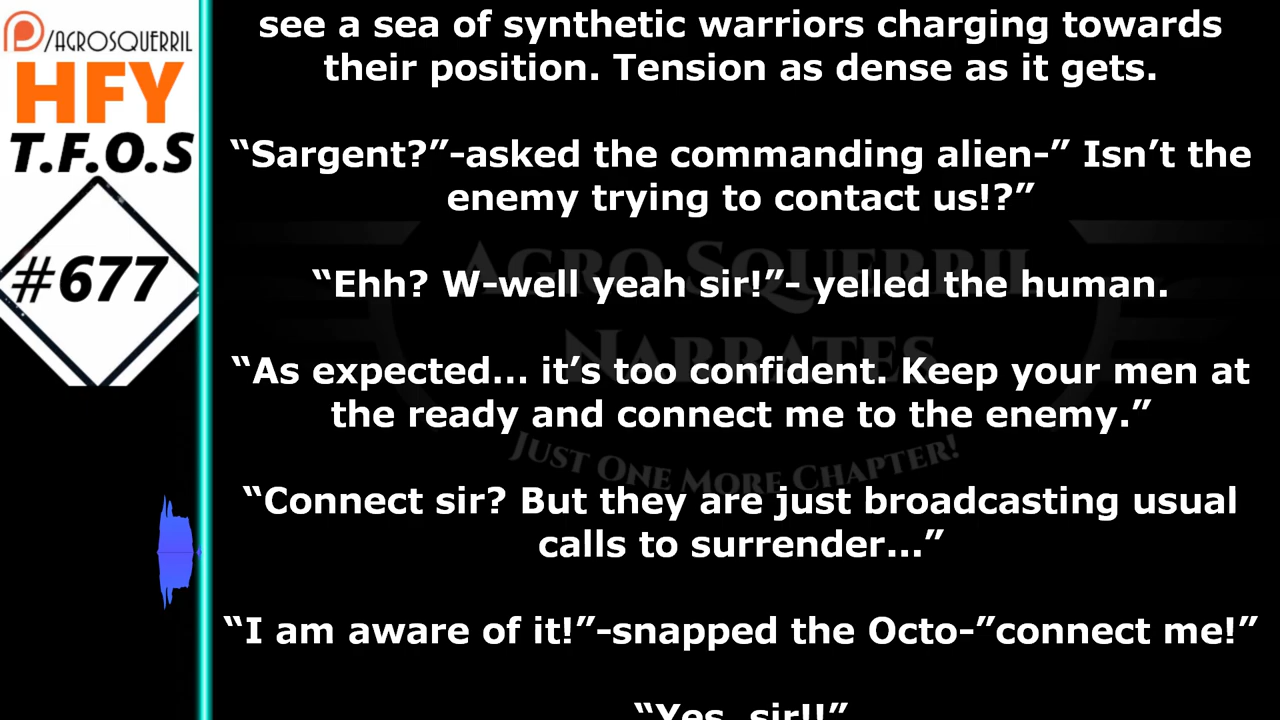 /AGROSQUERRIL
HFY
T.F.O.S
#677
see a sea of synthetic warriors charging towards
their position. Tension as dense as it gets.
“Sargent?”-asked the commanding alien-” Isn’t the
enemy trying to contact us!?”
“Ehh? W-well yeah sir!”- yelled the human.
“As expected... it’s too confident. Keep your men at
the ready and connect me to the enemy.”
“Connect sir? But they are just broadcasting usual
calls to surrender...”
“I am aware of it!”-snapped the Octo-”connect me!”
“Yes, sir!!”
Agro Squerril
Narrates
Just One More Chapter!